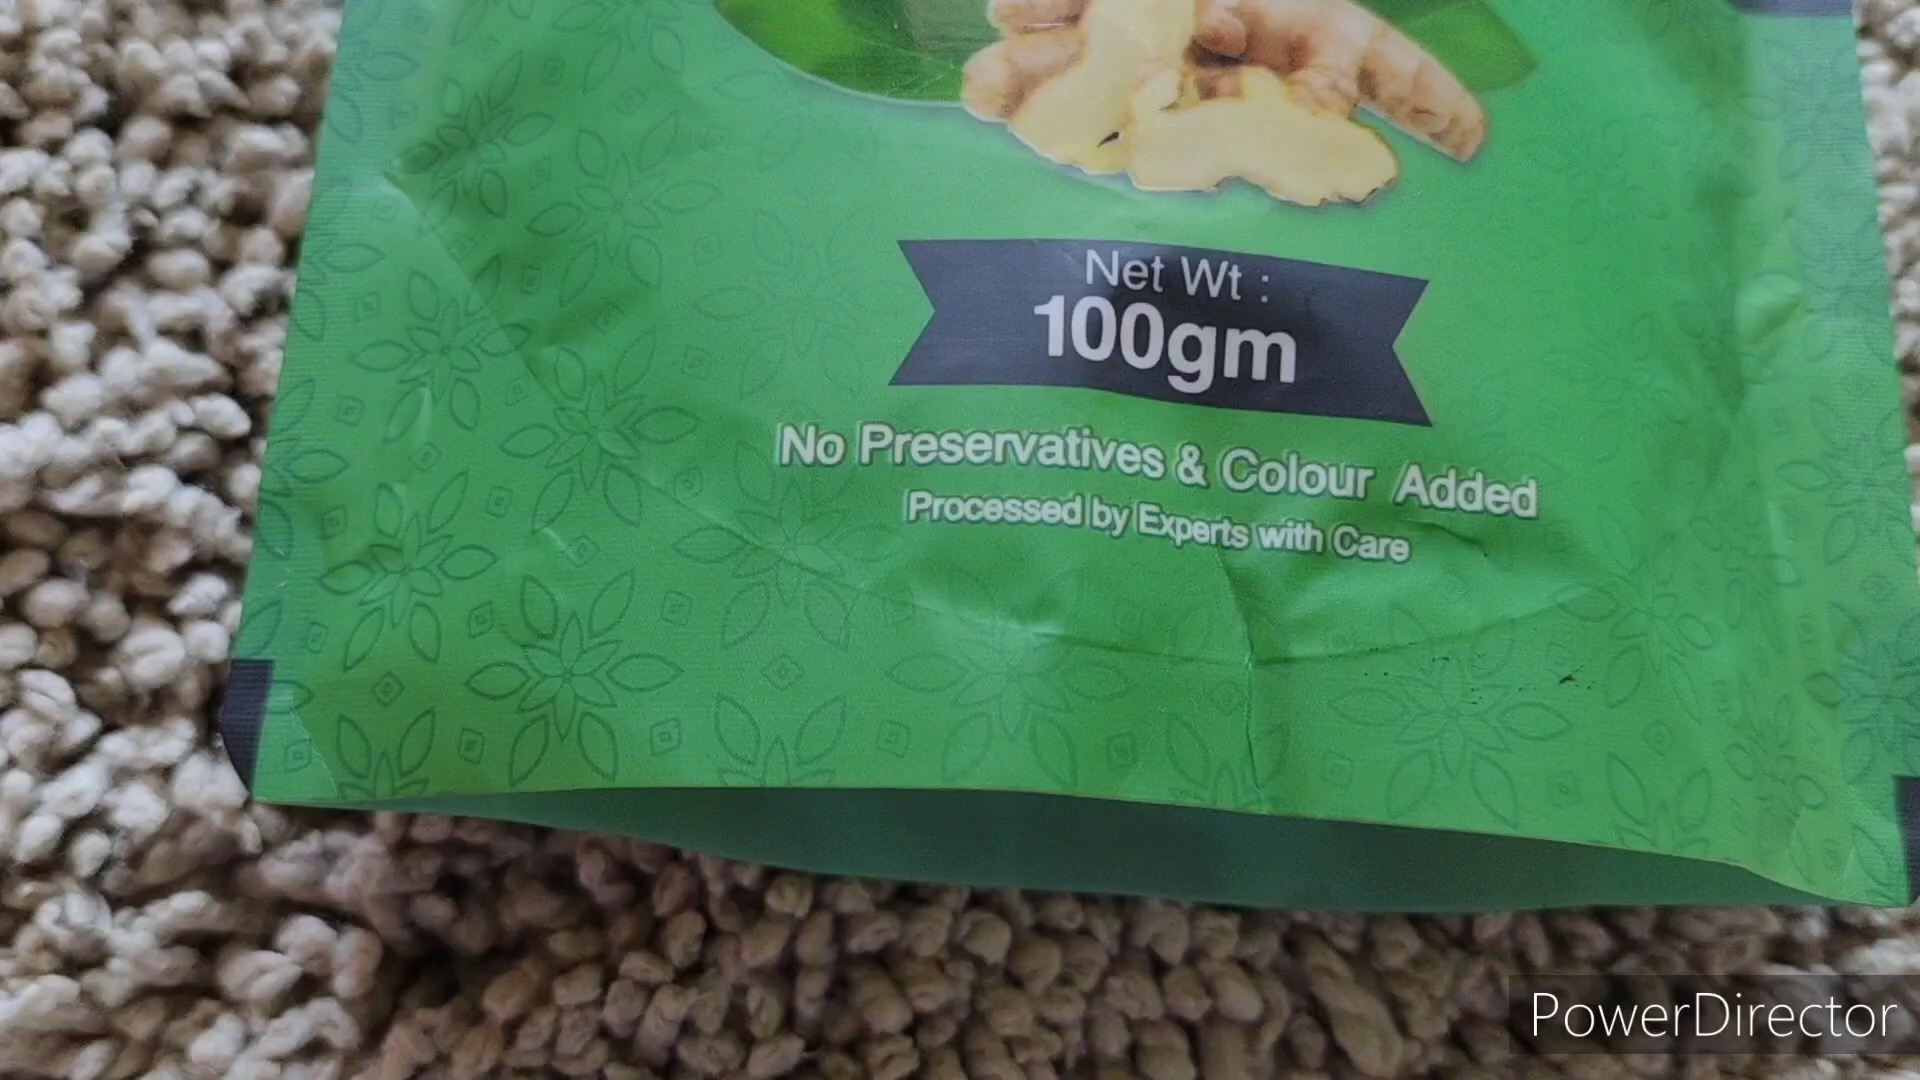 Net Wt :
100gm
No Preservatives & Colour Added
Processed by Experts with Care
PowerDirector